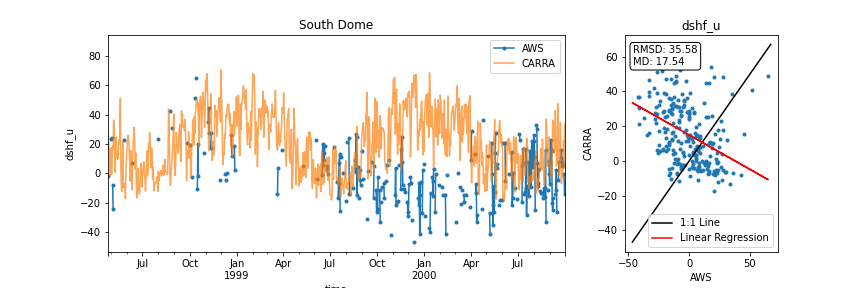 South Dome
dshf_u
80
60
40
20
0
−20
−40
dshf_u
AWS
CARRA
Jul
Oct
Jan
1999
Apr
Jul
Oct
Jan
2000
Apr
Jul
time
60
40
20
0
−20
−40
CARRA
RMSD: 35.58
MD: 17.54
1:1 Line
Linear Regression
−50
0
50
AWS